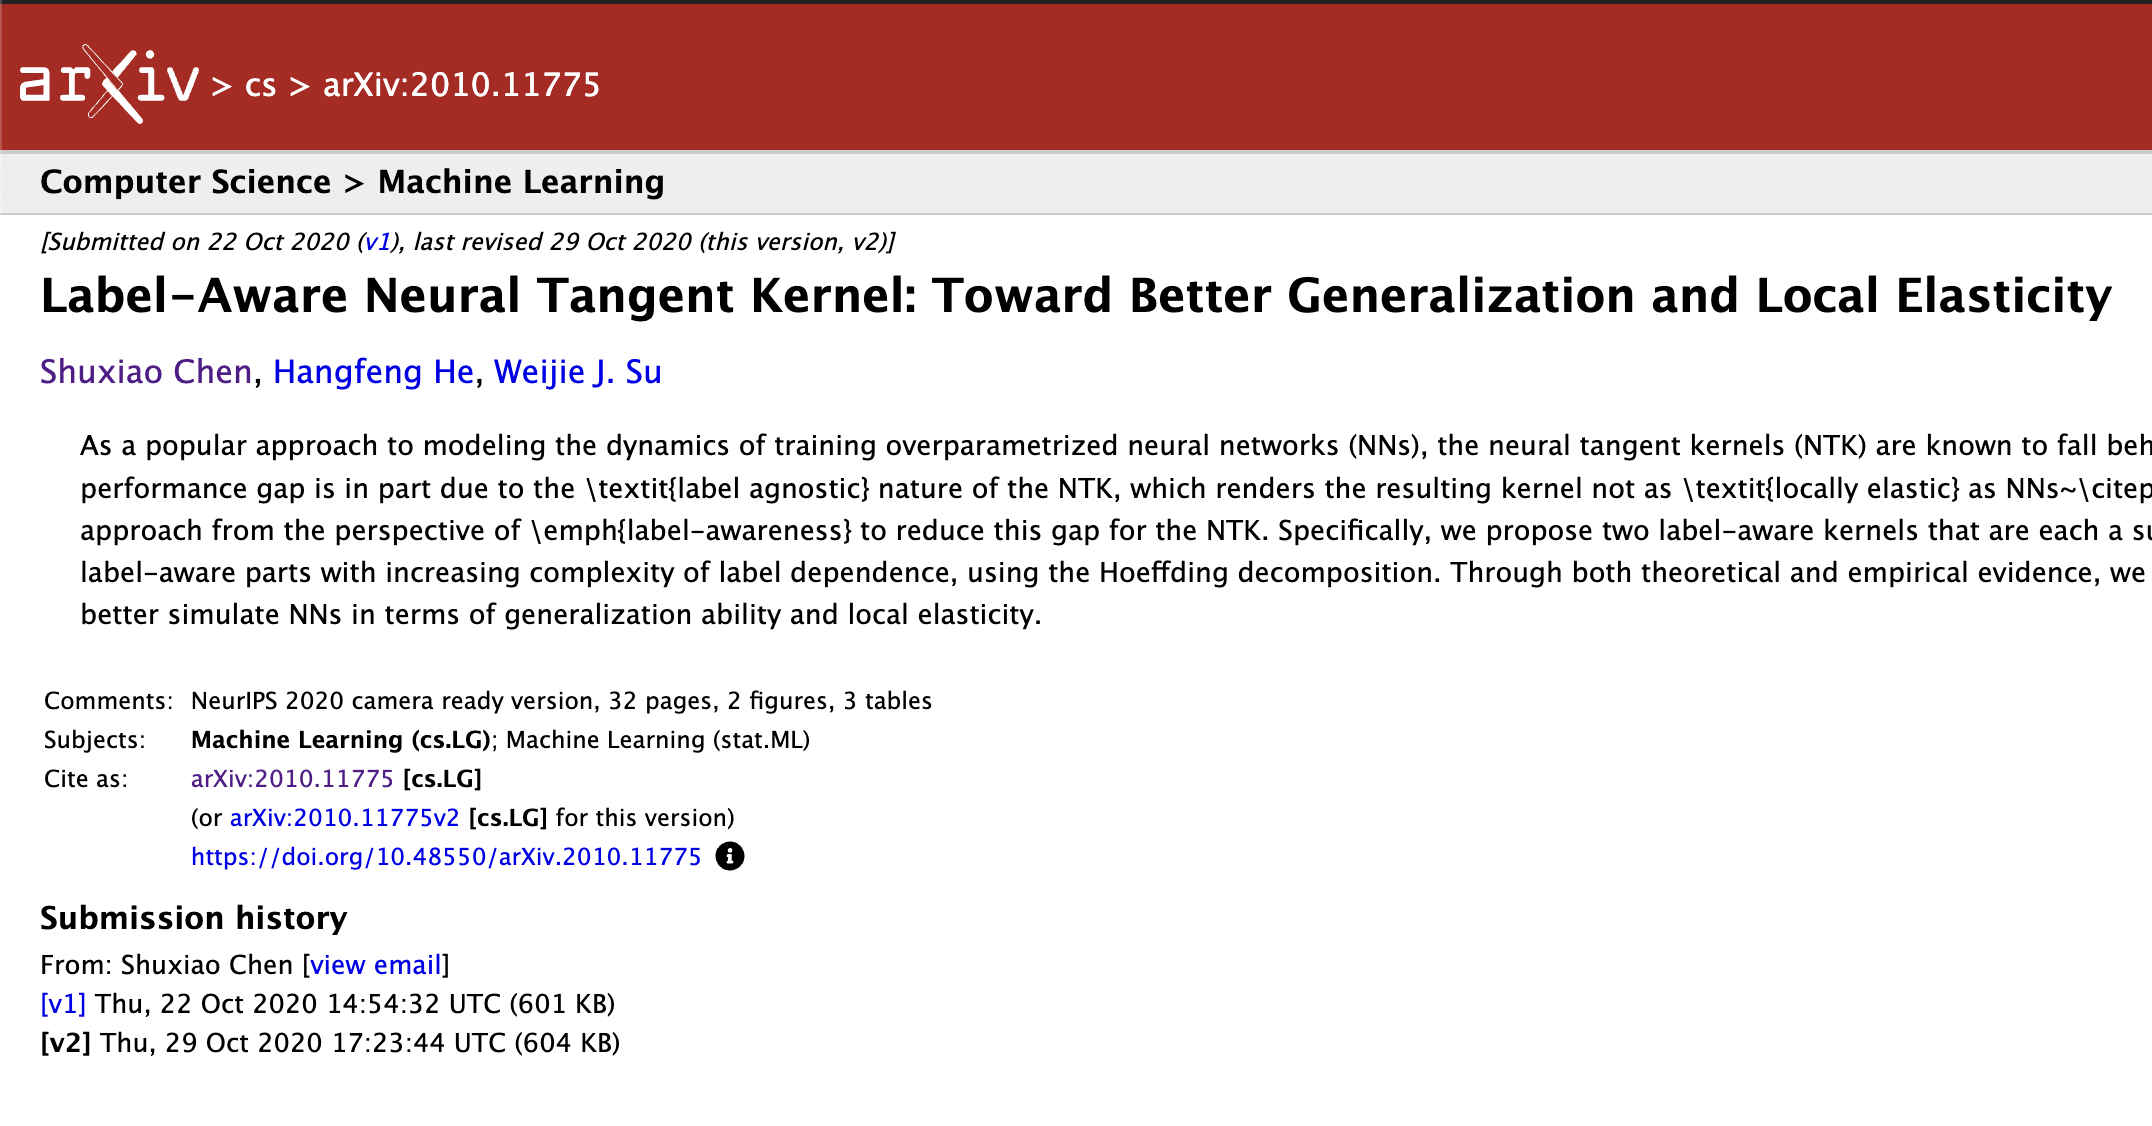 arXiv > cs > arXiv:2010.11775
Computer Science > Machine Learning
[Submitted on 22 Oct 2020 (v1), last revised 29 Oct 2020 (this version, v2)]
Label-Aware Neural Tangent Kernel: Toward Better Generalization and Local Elasticity
Shuxiao Chen, Hangfeng He, Weijie J. Su
As a popular approach to modeling the dynamics of training overparametrized neural networks (NNs), the neural tangent kernels (NTK) are known to fall
performance gap is in part due to the \textit{label agnostic} nature of the NTK, which renders the resulting kernel not as \textit{locally elastic} as NNs~\citep
approach from the perspective of \emph{label-awareness} to reduce this gap for the NTK. Specifically, we propose two label-aware kernels that are each a
label-aware parts with increasing complexity of label dependence, using the Hoeffding decomposition. Through both theoretical and empirical evidence, we
better simulate NNs in terms of generalization ability and local elasticity.
Comments: NeurIPS 2020 camera ready version, 32 pages, 2 figures, 3 tables
Subjects: Machine Learning (cs.LG); Machine Learning (stat.ML)
Cite as: arXiv:2010.11775 [cs.LG]
(or arXiv:2010.11775v2 [cs.LG] for this version)
https://doi.org/10.48550/arXiv.2010.11775
Submission history
From: Shuxiao Chen [view email]
[v1] Thu, 22 Oct 2020 14:54:32 UTC (601 KB)
[v2] Thu, 29 Oct 2020 17:23:44 UTC (604 KB)